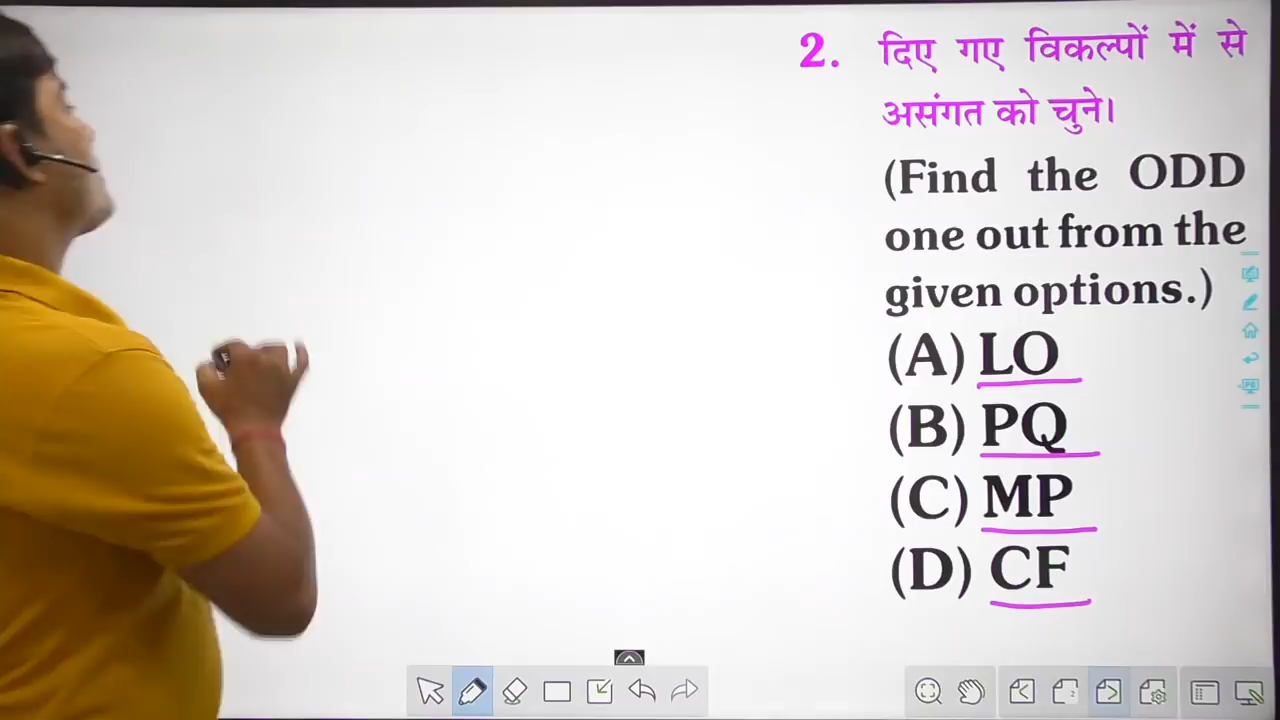 2. दिए गए विकल्पों में से
असंगत को चुने।
(Find the ODD
one out from the
given options.)
(A) LO
(B) PQ
(C) MP
(D) CF